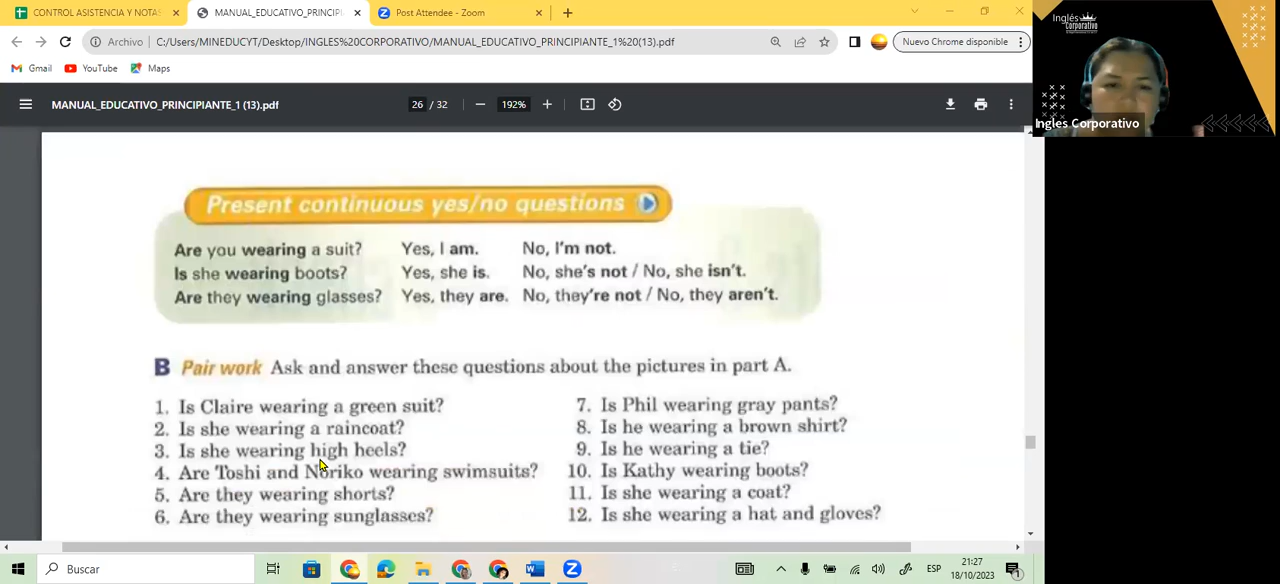 CONTROL ASISTENCIA Y NOTAS
MANUAL_EDUCATIVO_PRINCIPI
Post Attendee - Zoom
Archivo
C:/Users/MINEDUCYT/Desktop/INGLES%20CORPORATIVO/MANUAL_EDUCATIVO_PRINCIPIANTE_1%20(13).pdf
Nuevo Chrome disponible
Gmail
YouTube
Maps
MANUAL_EDUCATIVO_PRINCIPIANTE_1 (13).pdf
26 / 32
192%
Inglés
Corporativo
Ingles Corporativo
Present continuous yes/no questions
Are you wearing a suit? Yes, I am. No, I'm not.
Is she wearing boots? Yes, she is. No, she's not / No, she isn't.
Are they wearing glasses? Yes, they are. No, they're not / No, they aren't.
B Pair work Ask and answer these questions about the pictures in part A.
1. Is Claire wearing a green suit?
2. Is she wearing a raincoat?
3. Is she wearing high heels?
4. Are Toshi and Noriko wearing swimsuits?
5. Are they wearing shorts?
6. Are they wearing sunglasses?
7. Is Phil wearing gray pants?
8. Is he wearing a brown shirt?
9. Is he wearing a tie?
10. Is Kathy wearing boots?
11. Is she wearing a coat?
12. Is she wearing a hat and gloves?
Buscar
ESP
21:27
18/10/2023